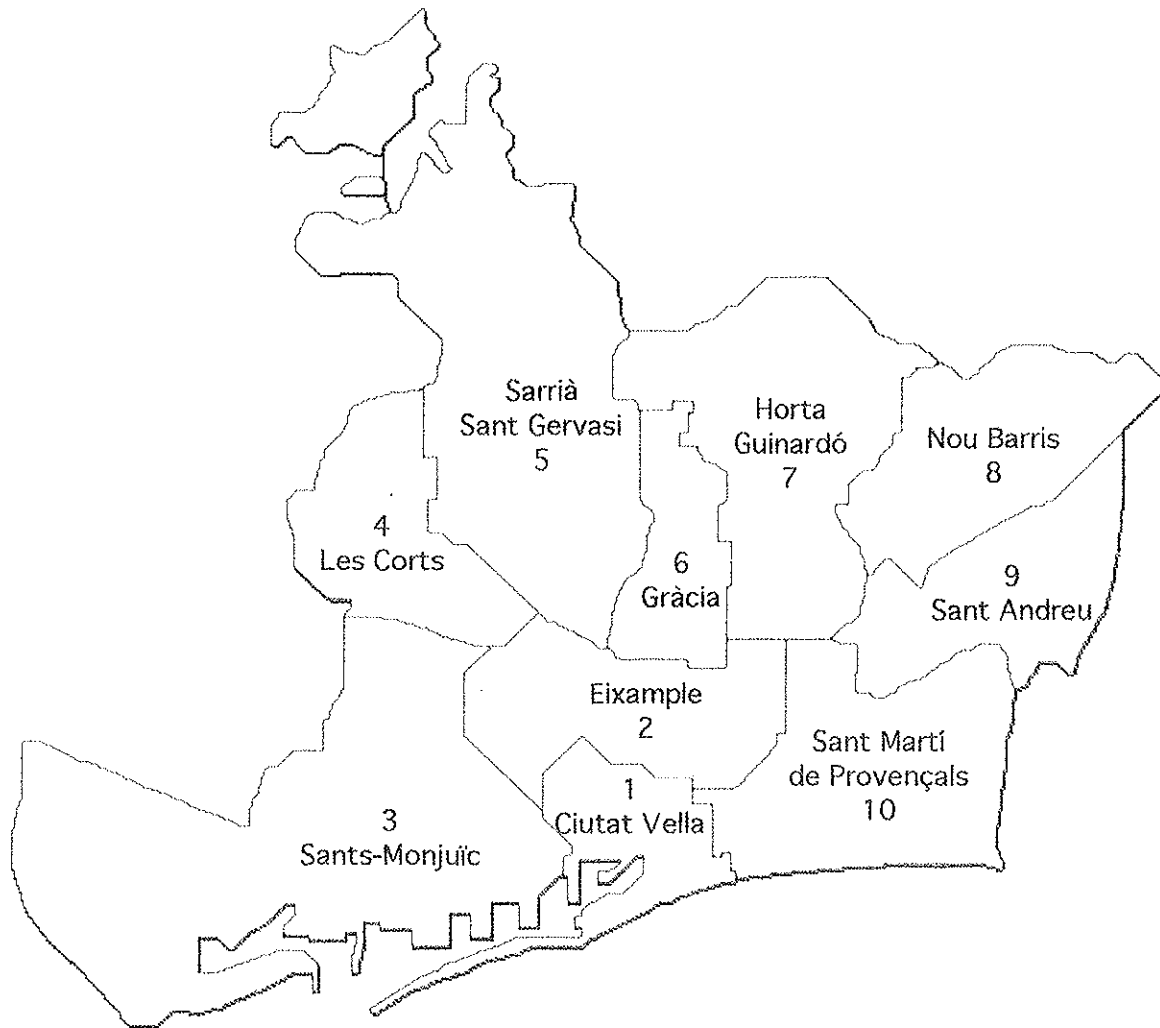 Sarrià
Sant Gervasi
5
Horta
Guinardó
7
Nou Barris
8
4
Les Corts
6
Gràcia
9
Sant Andreu
Eixample
2
Sant Martí
de Provençals
10
1
Ciutat Vella
3
Sants-Monjuïc